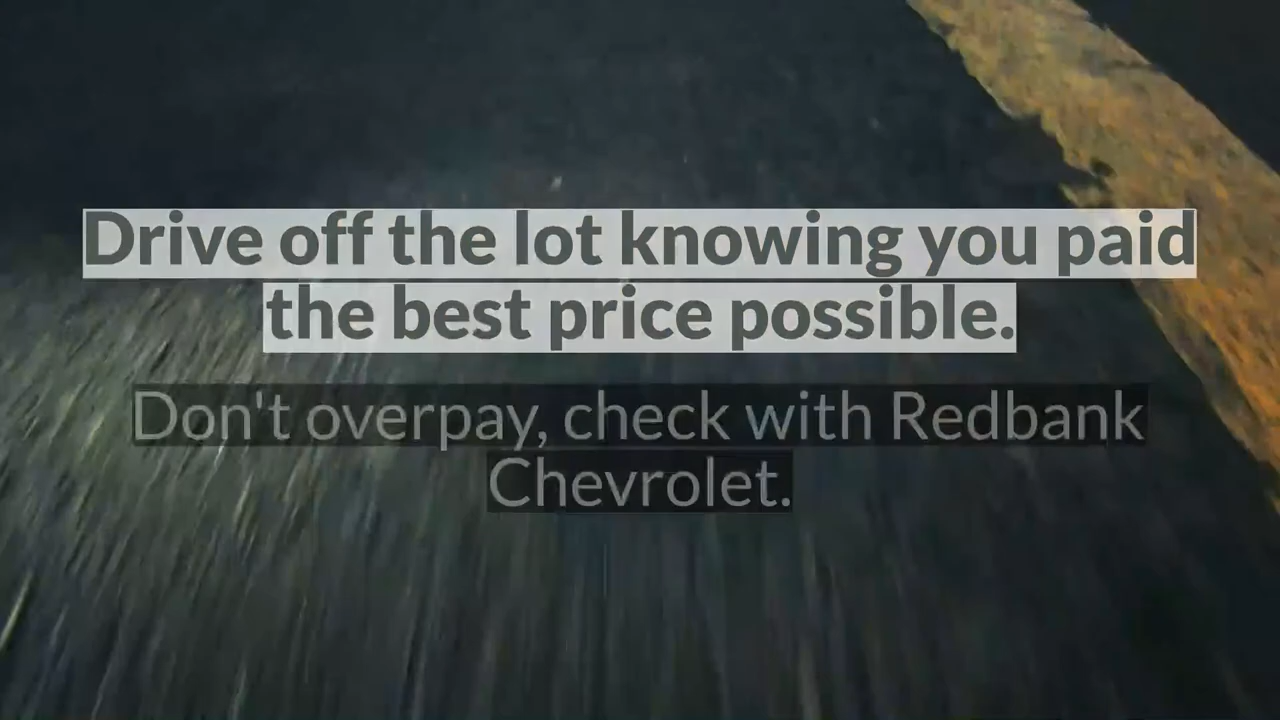 Drive off the lot knowing you paid
the best price possible.
Don't overpay, check with Redbank
Chevrolet.